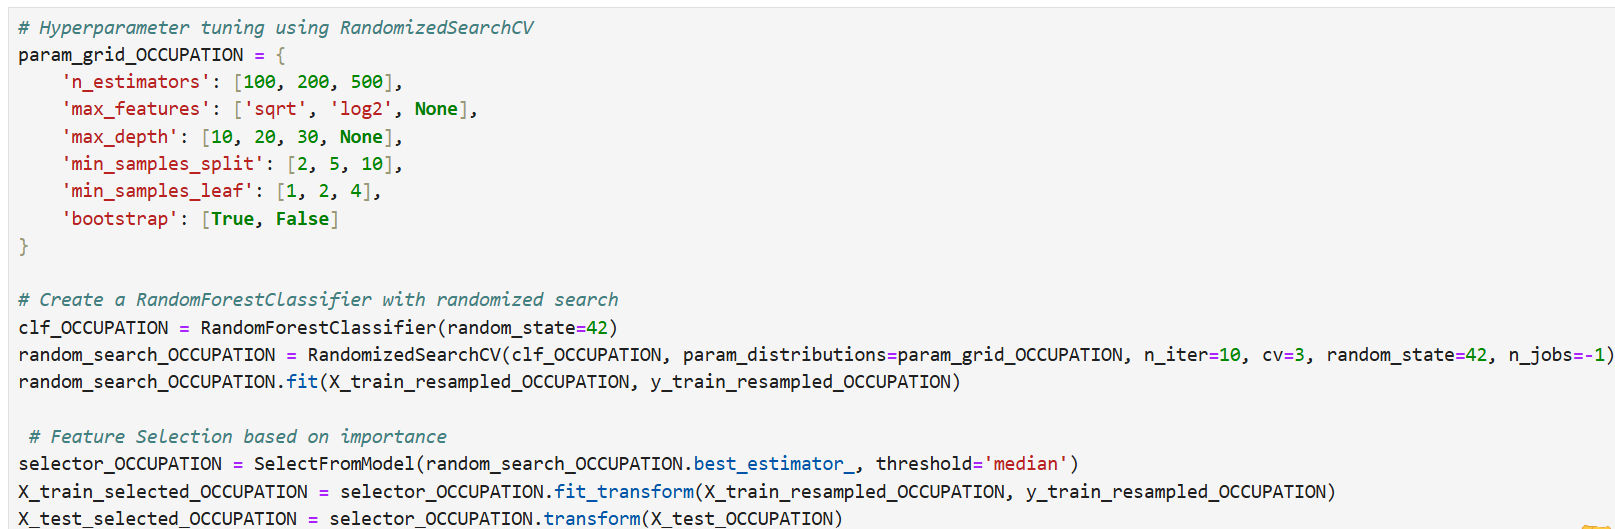 # Hyperparameter tuning using RandomizedSearchCV
param_grid_OCCUPATION = {
    'n_estimators': [100, 200, 500],
    'max_features': ['sqrt', 'log2', None],
    'max_depth': [10, 20, 30, None],
    'min_samples_split': [2, 5, 10],
    'min_samples_leaf': [1, 2, 4],
    'bootstrap': [True, False]
}
# Create a RandomForestClassifier with randomized search
clf_OCCUPATION = RandomForestClassifier(random_state=42)
random_search_OCCUPATION = RandomizedSearchCV(clf_OCCUPATION, param_distributions=param_grid_OCCUPATION, n_iter=10, cv=3, random_state=42, n_jobs=-1)
random_search_OCCUPATION.fit(X_train_resampled_OCCUPATION, y_train_resampled_OCCUPATION)
 # Feature Selection based on importance
selector_OCCUPATION = SelectFromModel(random_search_OCCUPATION.best_estimator_, threshold='median')
X_train_selected_OCCUPATION = selector_OCCUPATION.fit_transform(X_train_resampled_OCCUPATION, y_train_resampled_OCCUPATION)
X_test_selected_OCCUPATION = selector_OCCUPATION.transform(X_test_OCCUPATION)